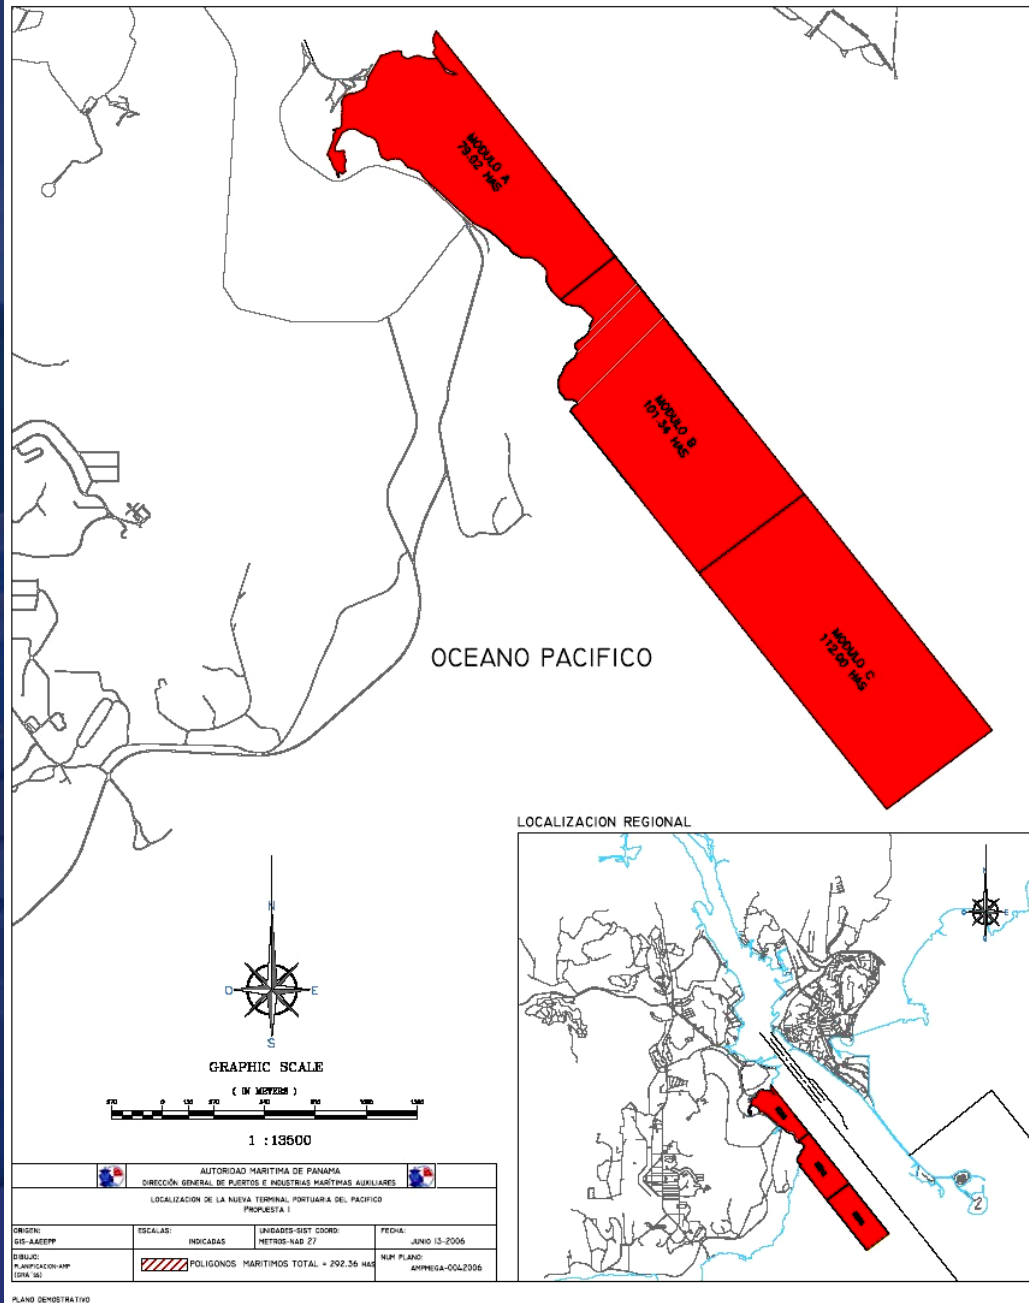 MODULO A
79.02 HAS
MODULO B
101.34 HAS
MODULO C
112.00 HAS
OCEANO PACIFICO
LOCALIZACION REGIONAL
N
O
E
S
2
GRAPHIC SCALE
( IN METERS )
1 : 13500
AUTORIDAD MARITIMA DE PANAMA
DIRECCIÓN GENERAL DE PUERTOS E INDUSTRIAS MARÍTIMAS AUXILIARES
LOCALIZACION DE LA NUEVA TERMINAL PORTUARIA DEL PACIFICO
PROPUESTA I
ORIGEN:
GIS-AAEEPP
ESCALAS:
INDICADAS
UNIDADES-SIST COORD:
METROS-NAD 27
FECHA:
JUNIO 13-2006
DIBUJO:
PLANIFICACION-AMP
POLIGONOS MARITIMOS TOTAL = 292.36 HAS
NUM PLANO:
AMPMEGA-0042006
PLANO DEMOSTRATIVO